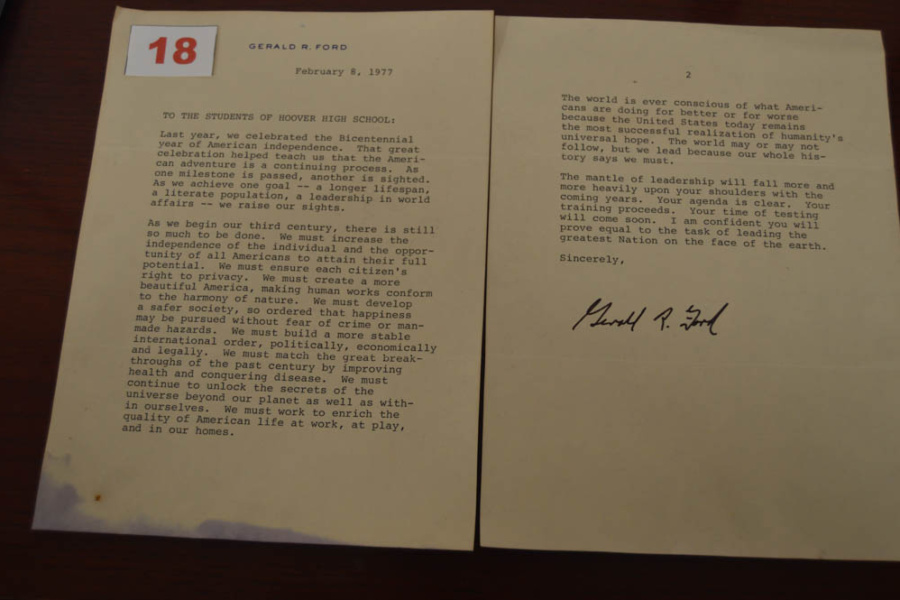 18
GERALD R. FORD
February 8, 1977
TO THE STUDENTS OF HOOVER HIGH SCHOOL:
Last year, we celebrated the Bicentennial
year of American independence. That great
celebration helped teach us that the Ameri-
can adventure is a continuing process. As
one milestone is passed, another is sighted.
As we achieve one goal -- a longer lifespan,
a literate population, a leadership in world
affairs -- we raise our sights.
As we begin our third century, there is still
so much to be done. We must increase the
independence of the individual and the oppor-
tunity of all Americans to attain their full
potential. We must ensure each citizen's
right to privacy. We must create a more
beautiful America, making human works conform
to the harmony of nature. We must develop
a safer society, so ordered that happiness
may be pursued without fear of crime or man-
made hazards. We must build a more stable
international order, politically, economically
and legally. We must match the great break-
throughs of the past century by improving
health and conquering disease. We must
continue to unlock the secrets of the
universe beyond our planet as well as with-
in ourselves. We must work to enrich the
quality of American life at work, at play,
and in our homes.
2
The world is ever conscious of what Ameri-
cans are doing for better or for worse
because the United States today remains
the most successful realization of humanity's
universal hope. The world may or may not
follow, but we lead because our whole his-
tory says we must.
The mantle of leadership will fall more and
more heavily upon your shoulders with the
coming years. Your agenda is clear. Your
training proceeds. Your time of testing
will come soon. I am confident you will
prove equal to the task of leading the
greatest Nation on the face of the earth.
Sincerely,
Gerald R. Ford